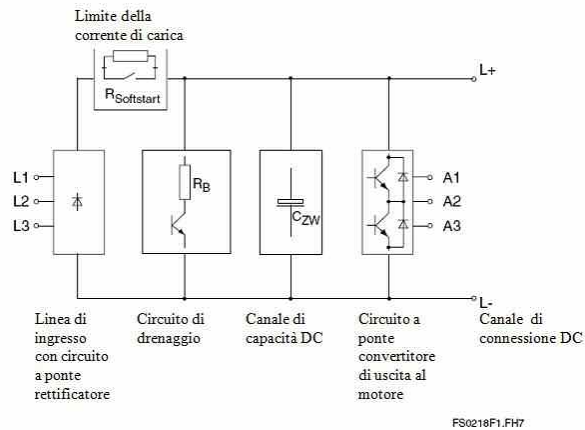 Limite della
corrente di carica
RSoftstart
L+
L1
L2
L3
RB
CZW
A1
A2
A3
L-
Linea di
ingresso
con circuito
a ponte
rettificatore
Circuito di
drenaggio
Canale di
capacità DC
Circuito a
ponte
convertitore
di uscita al
motore
Canale di
connessione DC
FS0218F1.FH7